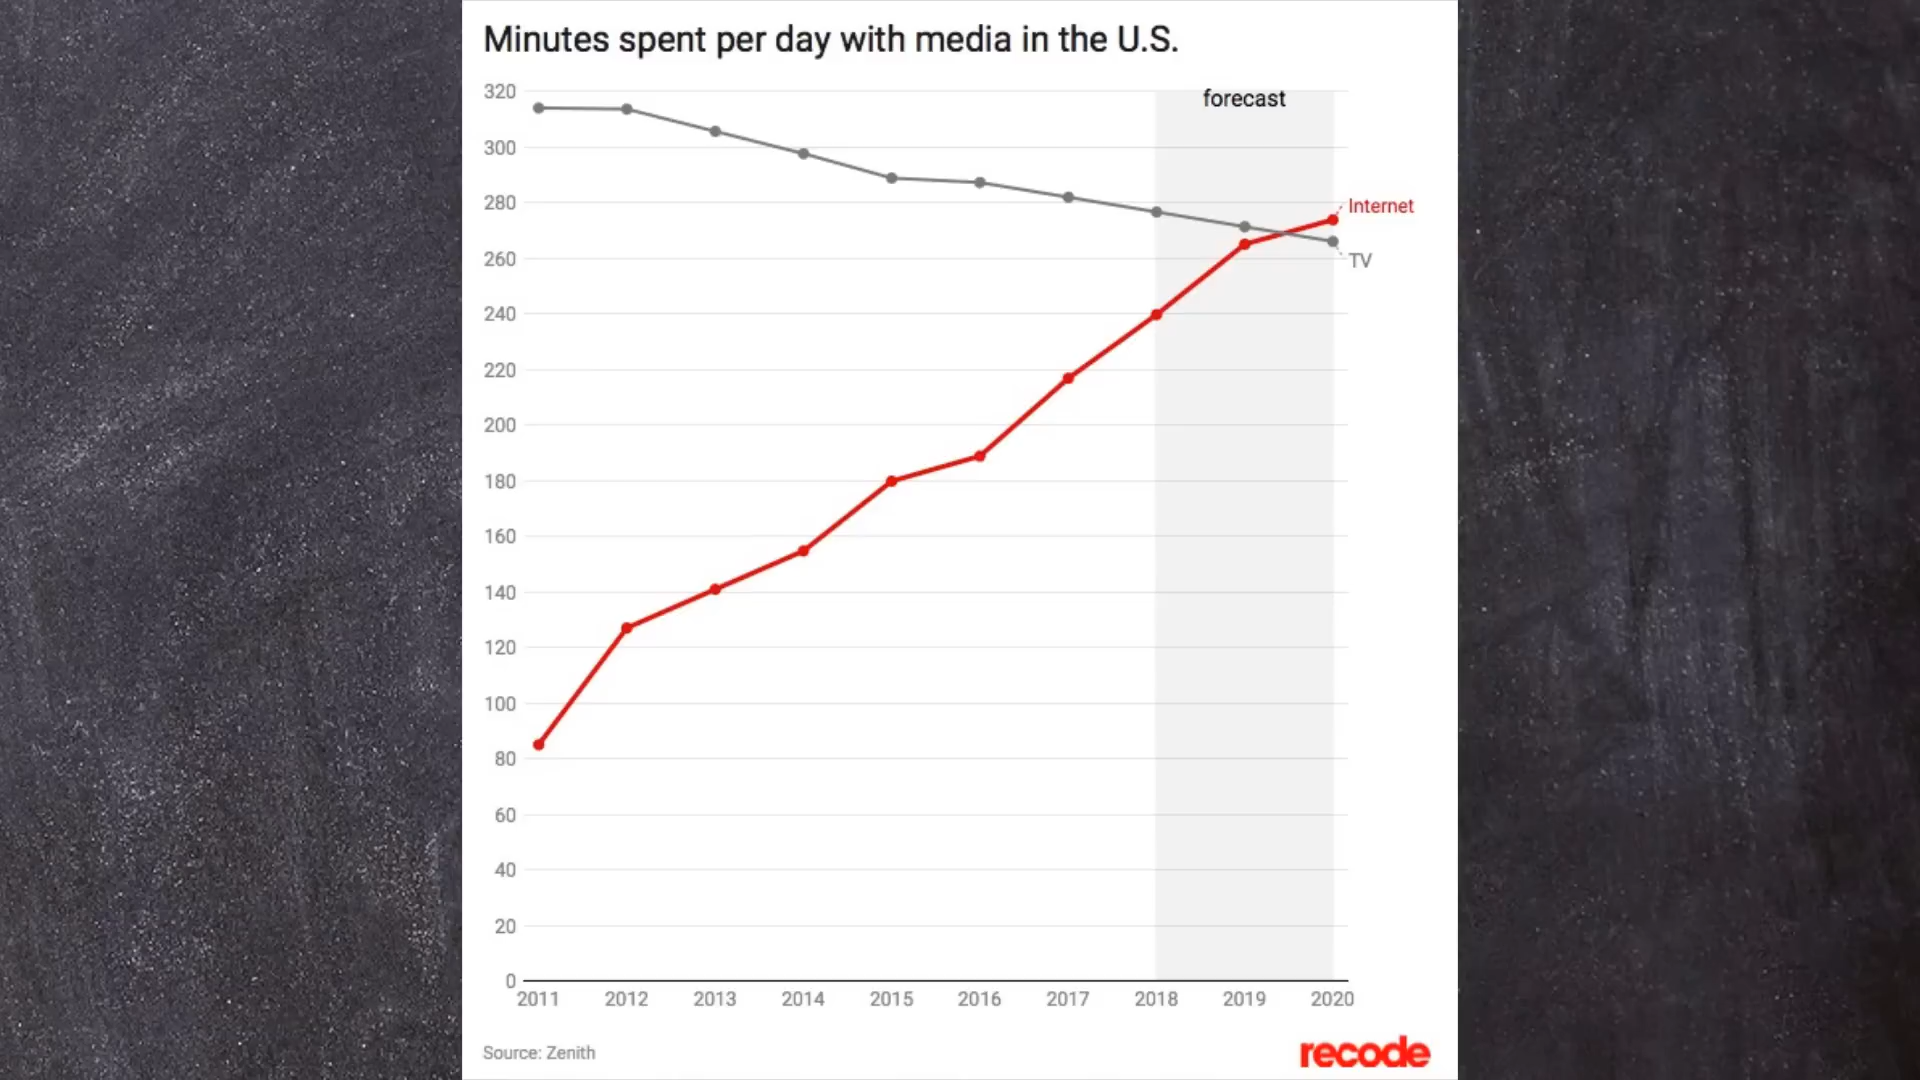 Minutes spent per day with media in the U.S.
320
forecast
300
280
Internet
260
TV
240
220
200
180
160
140
120
100
80
60
40
20
0
2011 2012 2013 2014 2015 2016 2017 2018 2019 2020
Source: Zenith
recode